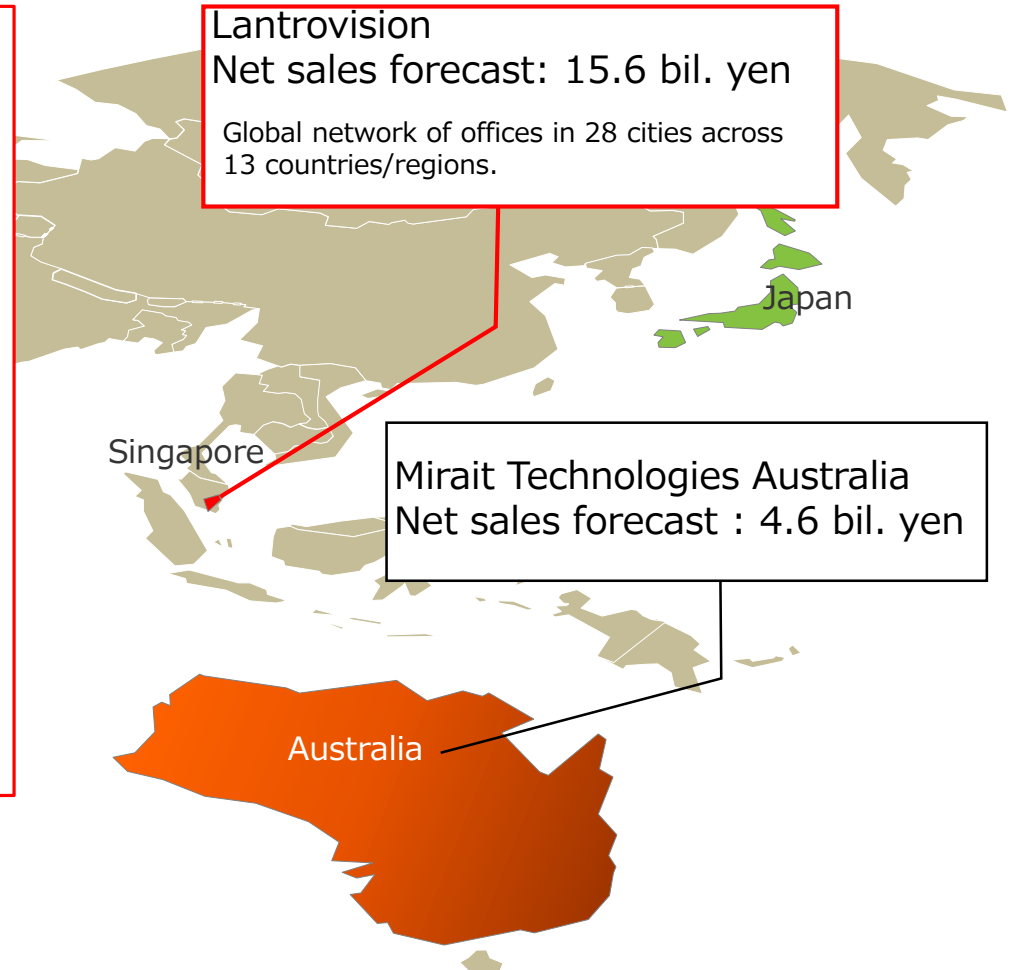 Lantrovision
Net sales forecast: 15.6 bil. yen
Global network of offices in 28 cities across
13 countries/regions.
Japan
Singapore
Mirait Technologies Australia
Net sales forecast : 4.6 bil. yen
Australia